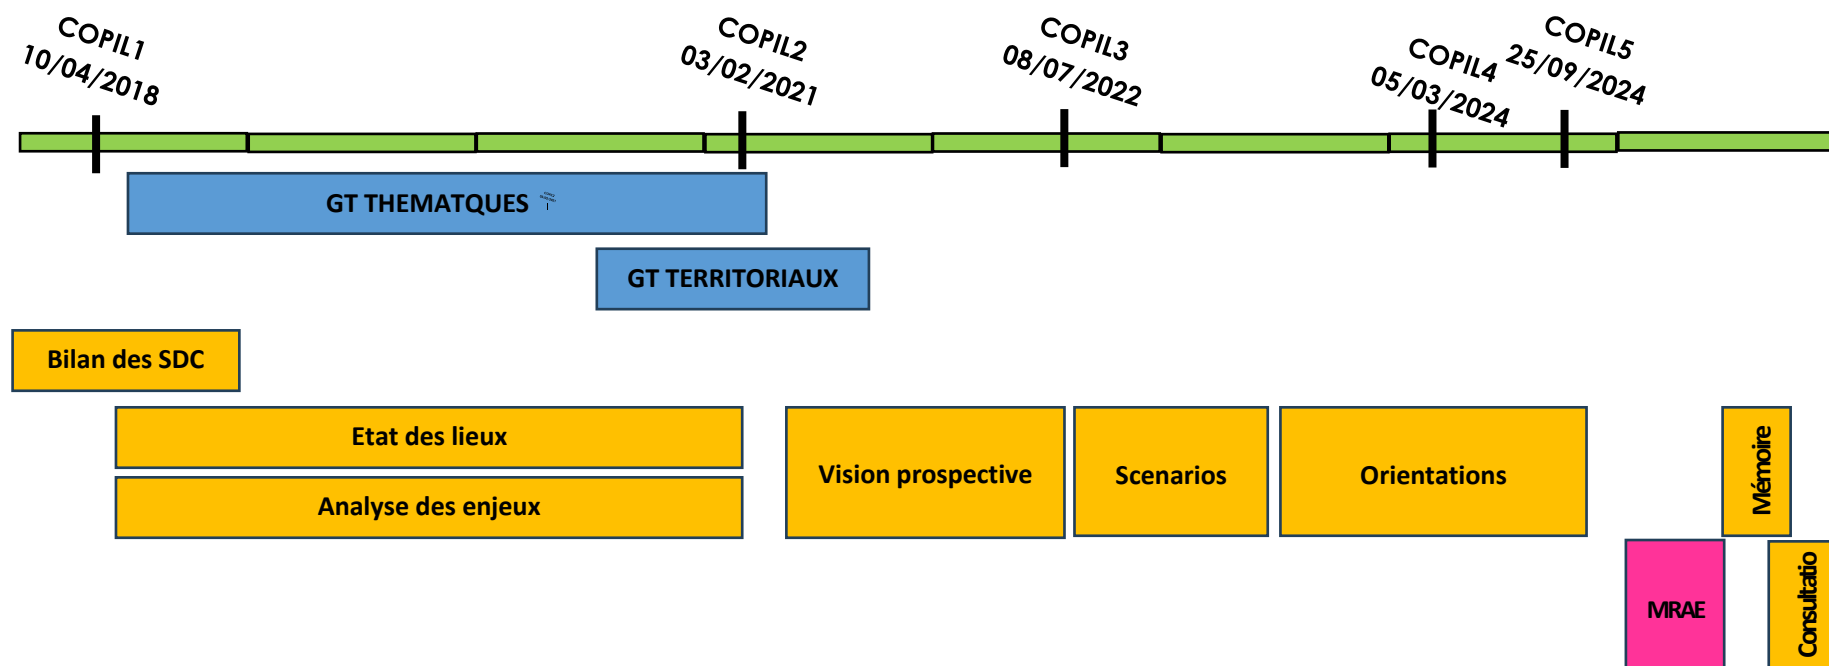 COPIL1
10/04/2018
COPIL2
03/02/2021
COPIL3
08/07/2022
COPIL4
05/03/2024
COPIL5
25/09/2024
GT THEMATQUES
GT TERRITORIAUX
Bilan des SDC
Etat des lieux
Analyse des enjeux
Vision prospective
Scenarios
Orientations
Mémoire
MRAE
Consultatio